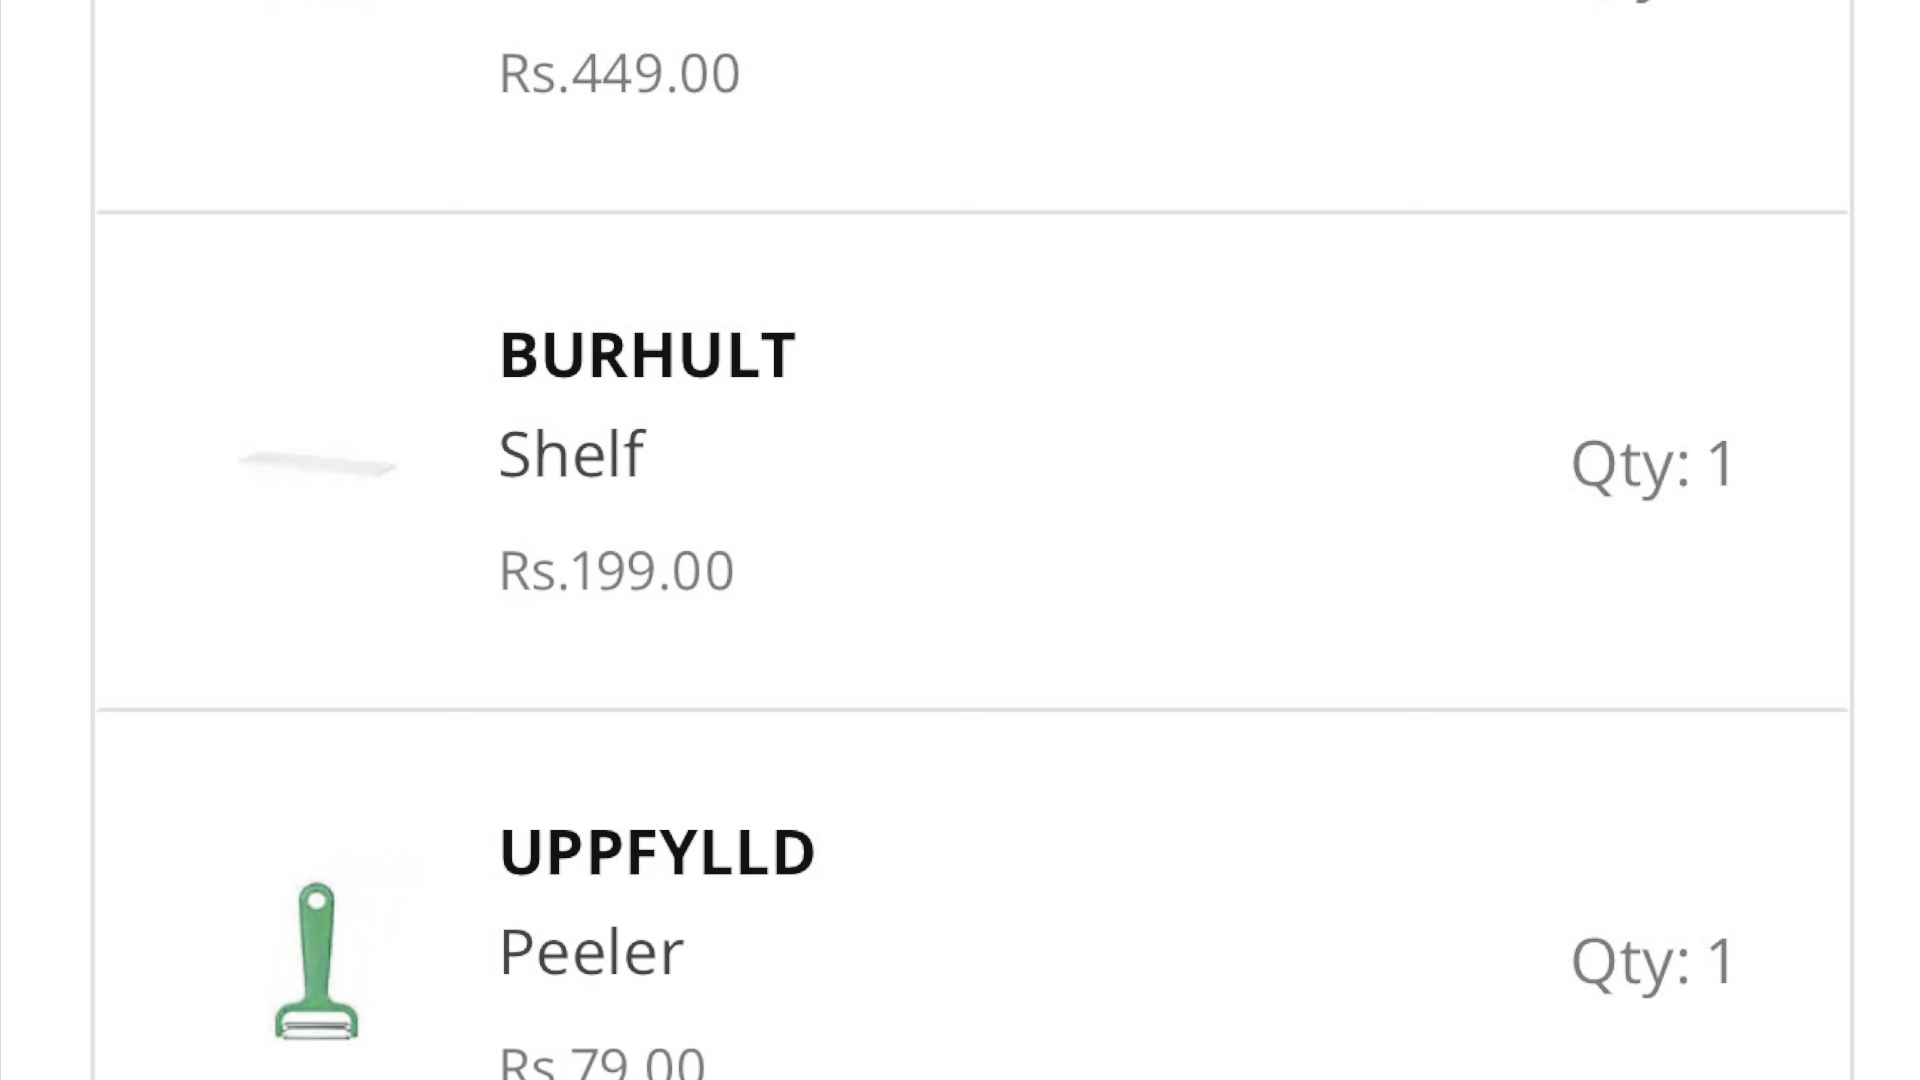 Rs.449.00
BURHULT
Shelf
Qty: 1
Rs.199.00
UPPFYLLD
Peeler
Qty: 1
Rs.79.00